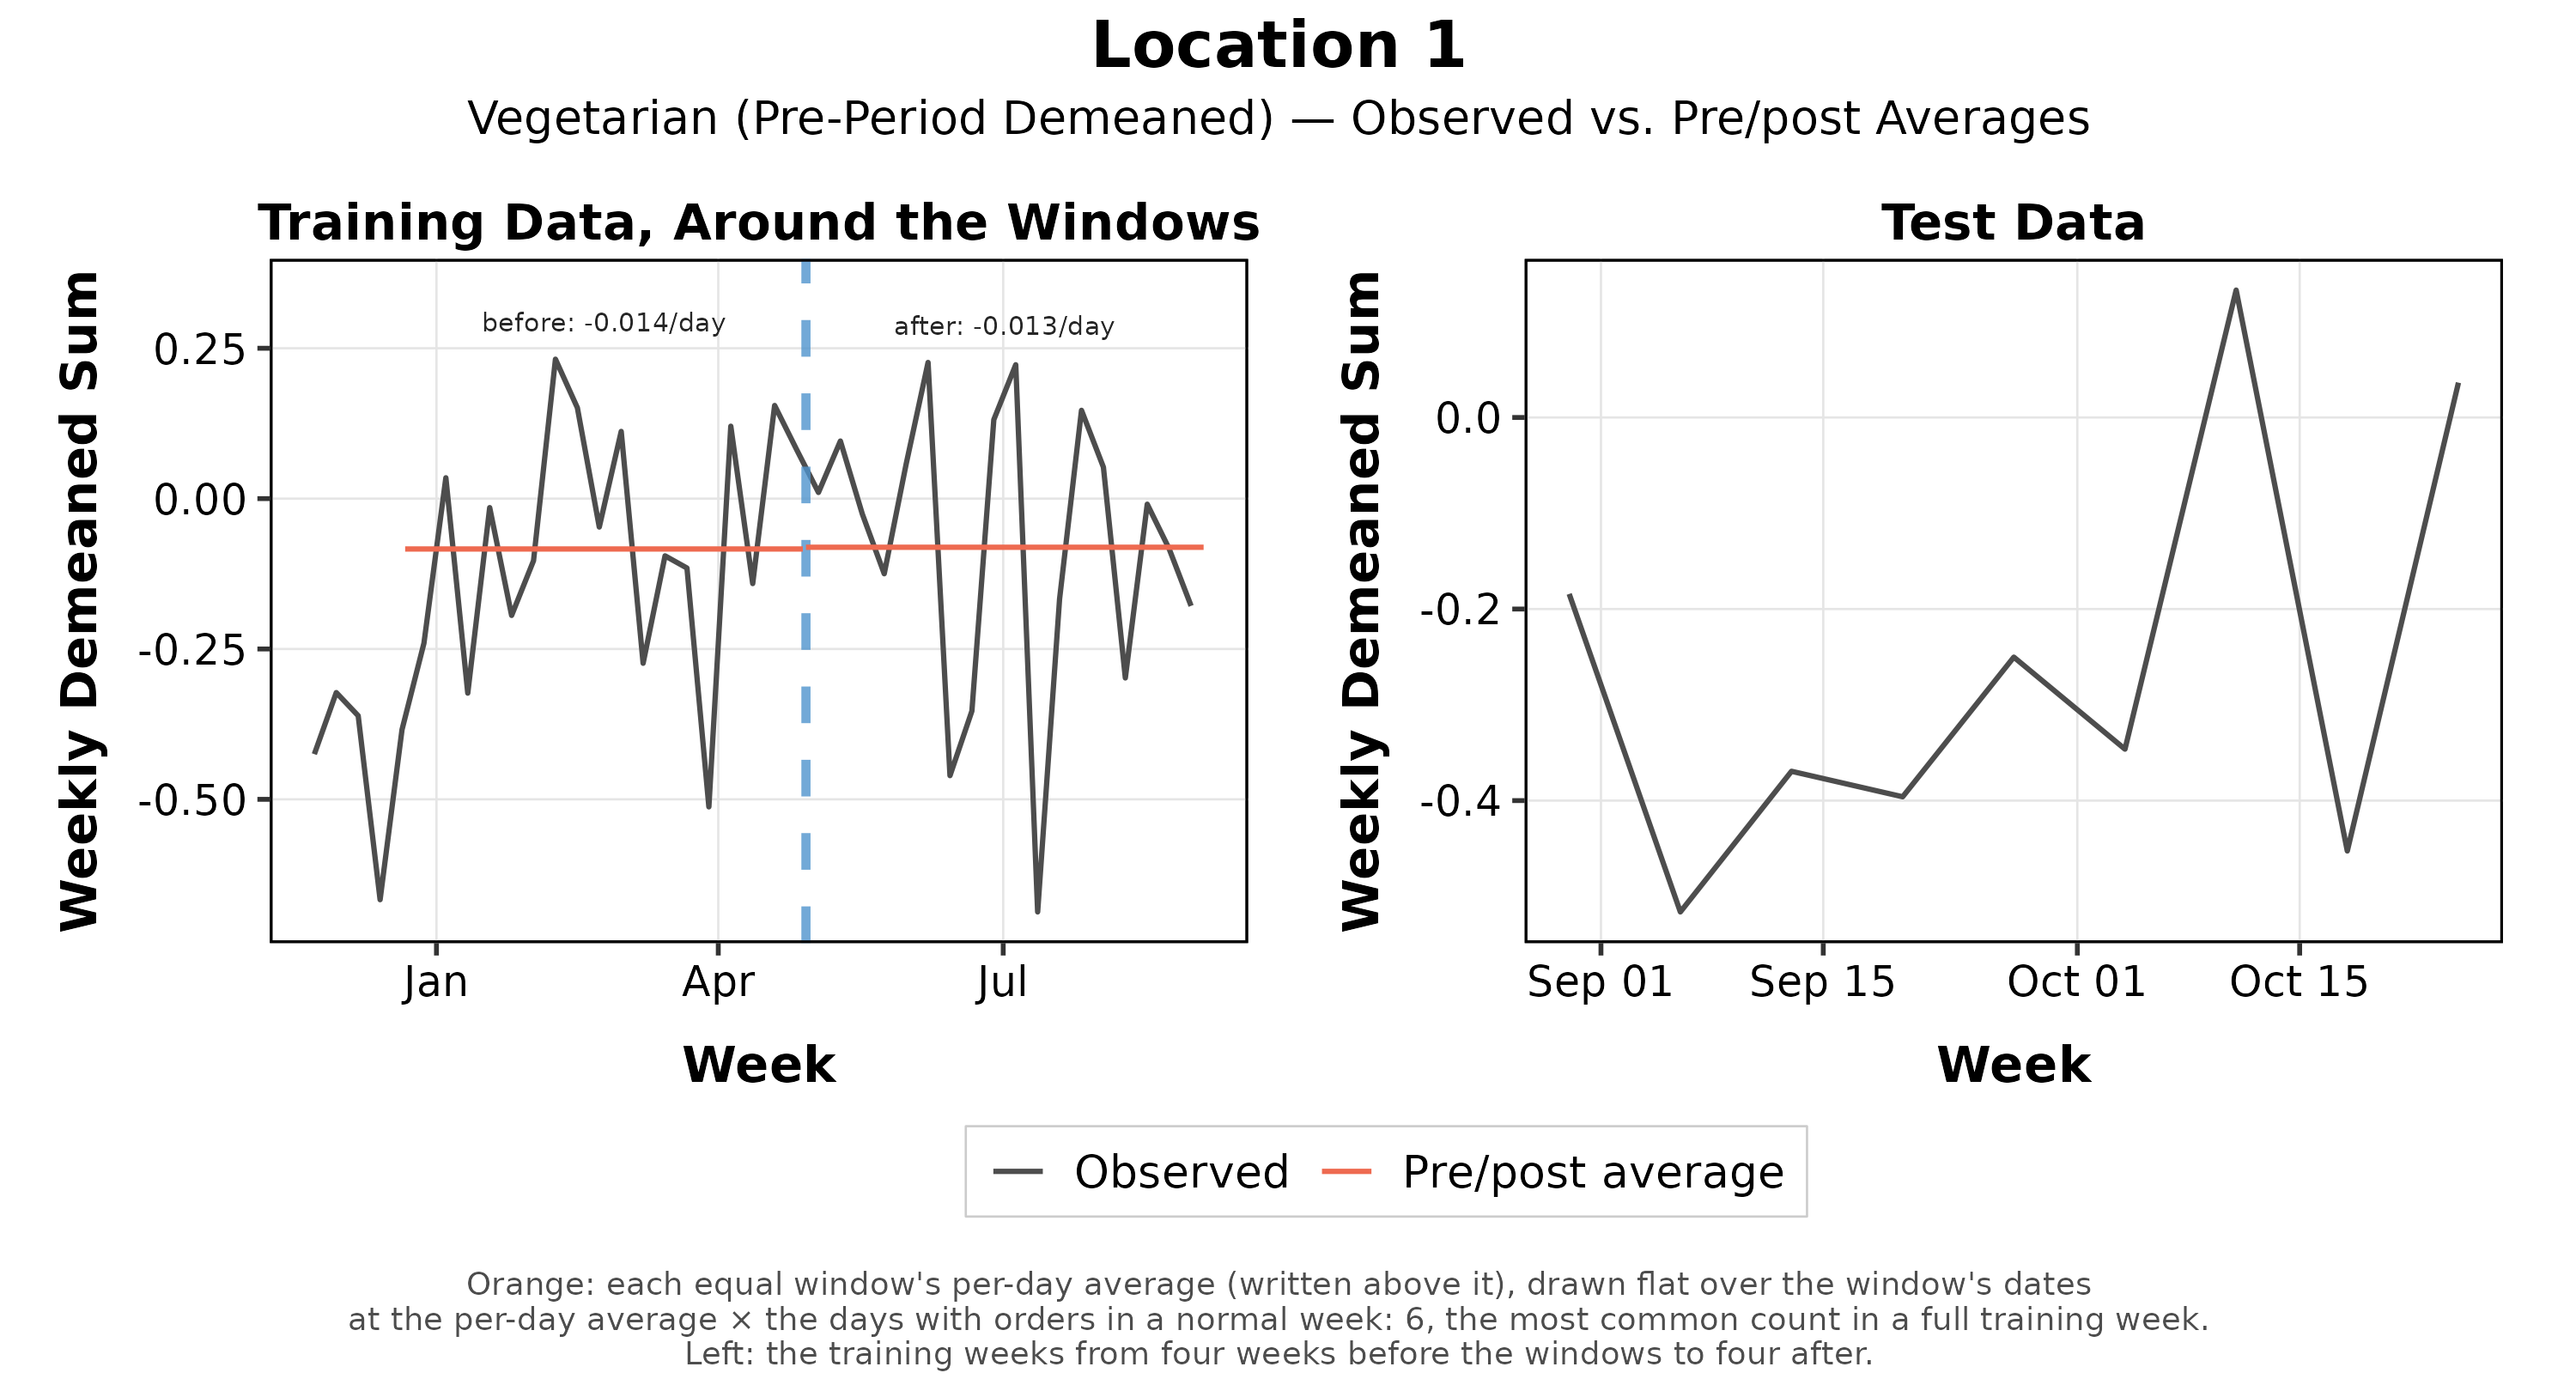 Location 1
Vegetarian (Pre-Period Demeaned) — Observed vs. Pre/post Averages
Training Data, Around the Windows
Weekly Demeaned Sum
before: -0.014/day
after: -0.013/day
0.25
0.00
-0.25
-0.50
Jan
Apr
Jul
Week
Test Data
Weekly Demeaned Sum
0.0
-0.2
-0.4
Sep 01
Sep 15
Oct 01
Oct 15
Week
Observed
Pre/post average
Orange: each equal window's per-day average (written above it), drawn flat over the window's dates
at the per-day average × the days with orders in a normal week: 6, the most common count in a full training week.
Left: the training weeks from four weeks before the windows to four after.